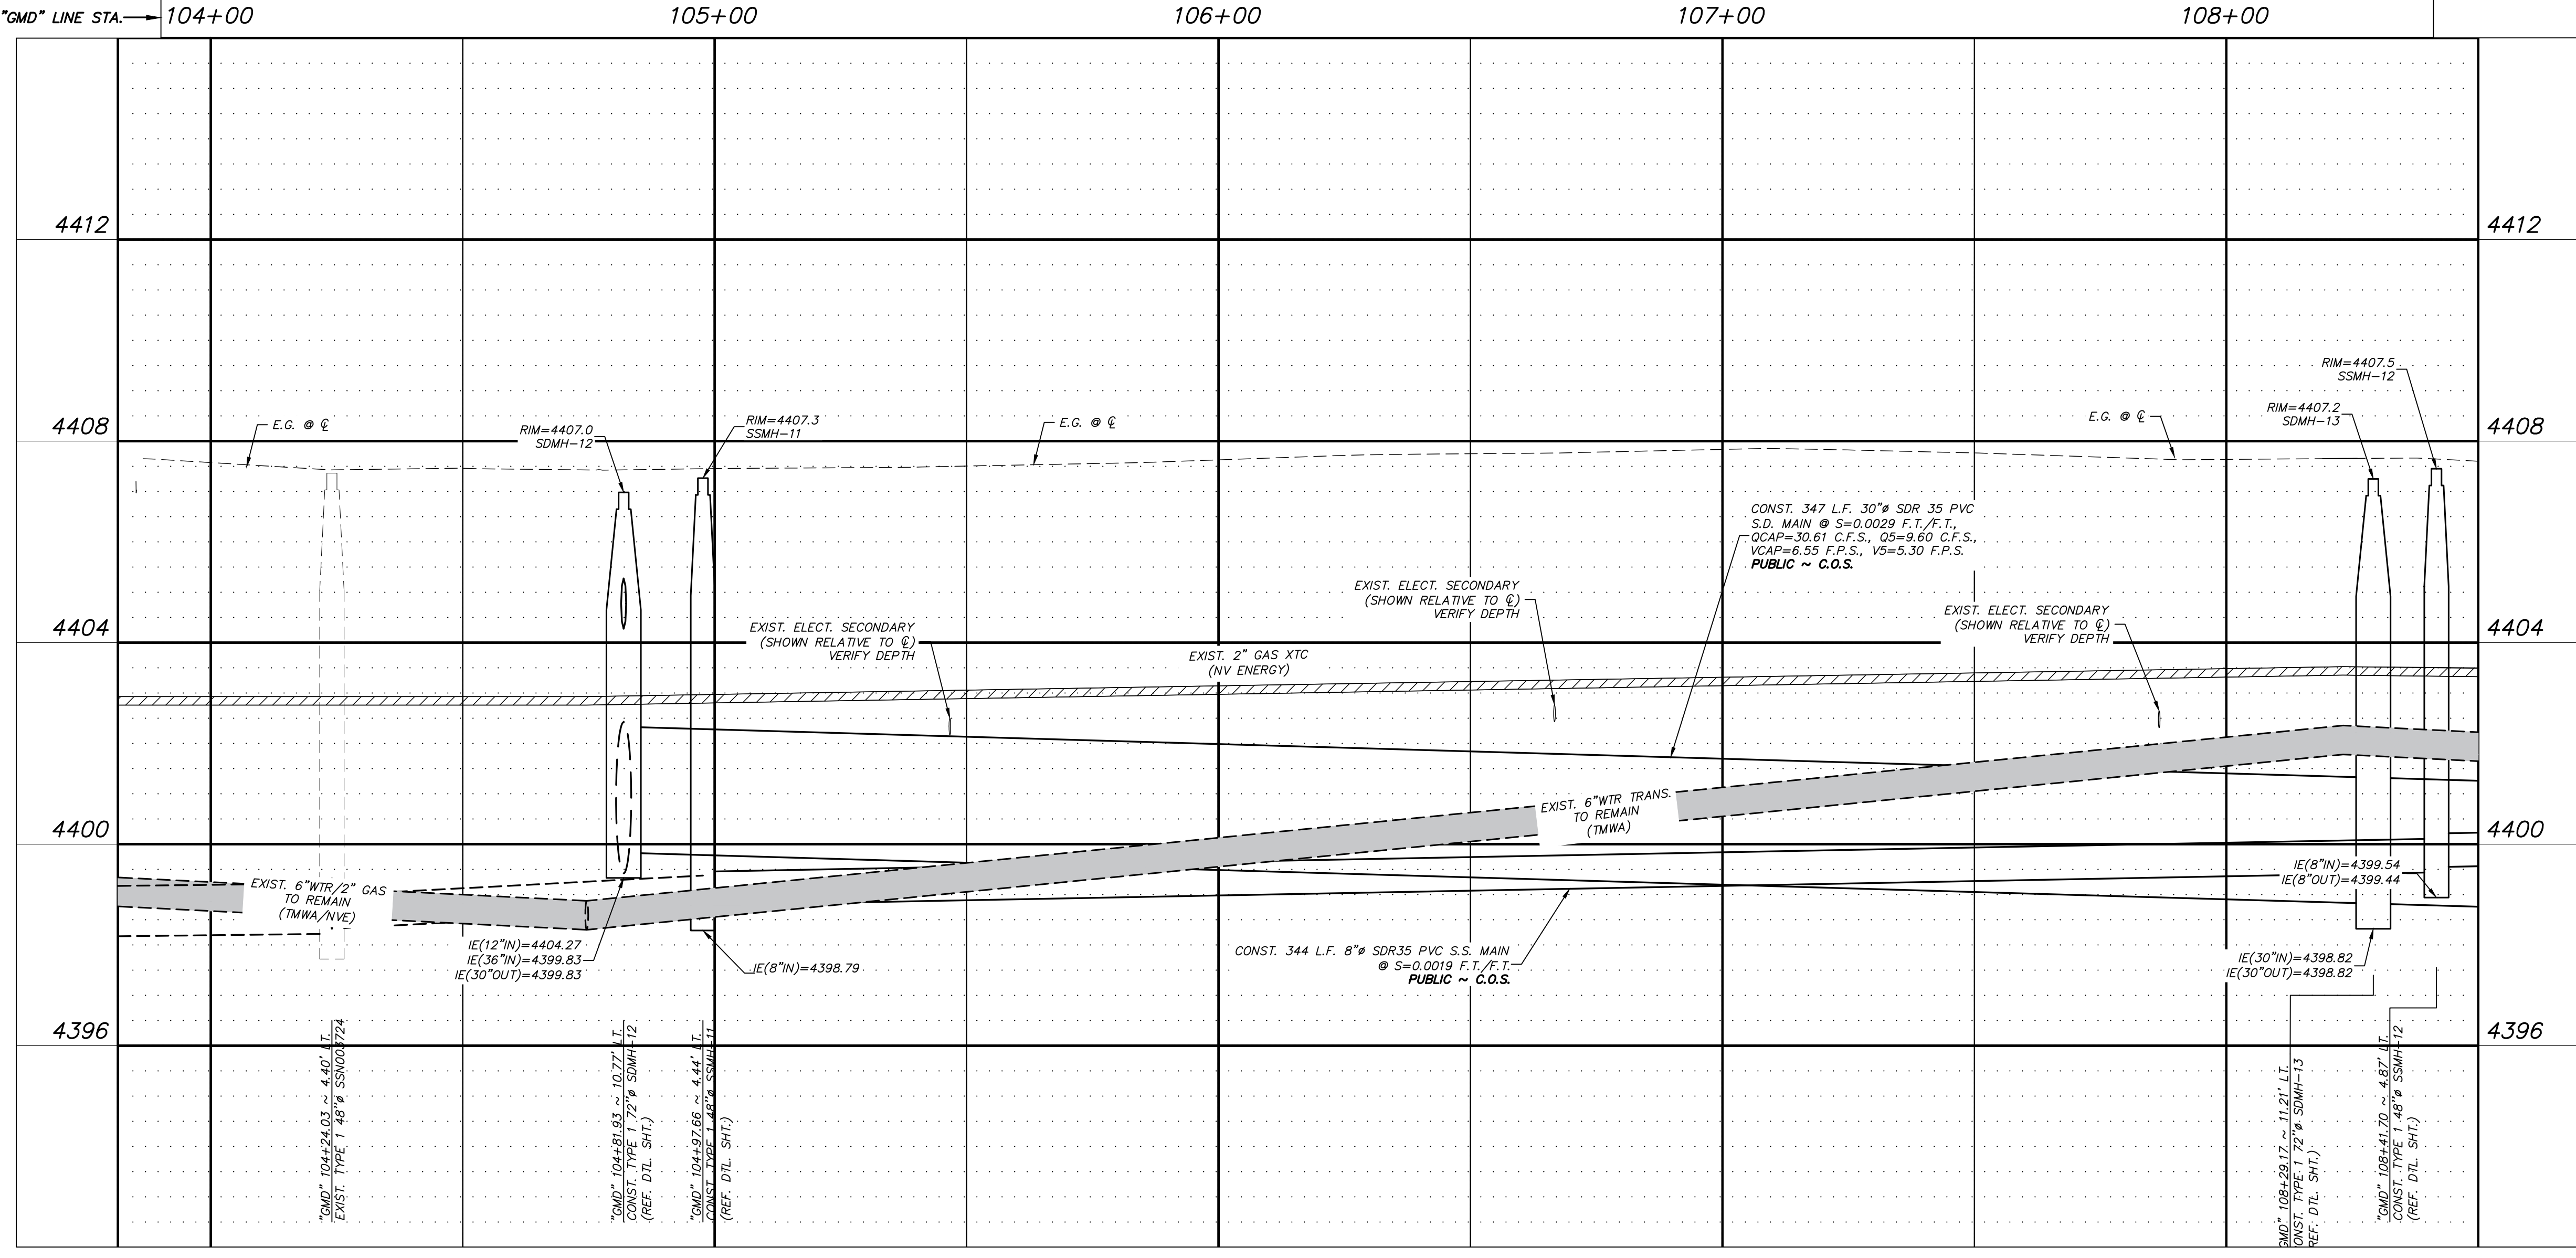 "GMD" LINE STA.
104+00
105+00
106+00
107+00
108+00
4412
4412
4408
4408
4404
4404
4400
4400
4396
4396
E.G. @ ℄
RIM=4407.0
SDMH-12
RIM=4407.3
SSMH-11
E.G. @ ℄
E.G. @ ℄
RIM=4407.2
SDMH-13
RIM=4407.5
SSMH-12
CONST. 347 L.F. 30"ø SDR 35 PVC
S.D. MAIN @ S=0.0029 F.T./F.T.,
QCAP=30.61 C.F.S., Q5=9.60 C.F.S.,
VCAP=6.55 F.P.S., V5=5.30 F.P.S.
PUBLIC ~ C.O.S.
EXIST. ELECT. SECONDARY
(SHOWN RELATIVE TO ℄)
VERIFY DEPTH
EXIST. ELECT. SECONDARY
(SHOWN RELATIVE TO ℄)
VERIFY DEPTH
EXIST. ELECT. SECONDARY
(SHOWN RELATIVE TO ℄)
VERIFY DEPTH
EXIST. 2" GAS XTC
(NV ENERGY)
EXIST. 6"WTR TRANS.
TO REMAIN
(TMWA)
EXIST. 6"WTR/2" GAS
TO REMAIN
(TMWA/NVE)
IE(12"IN)=4404.27
IE(36"IN)=4399.83
IE(30"OUT)=4399.83
IE(8"IN)=4398.79
CONST. 344 L.F. 8"ø SDR35 PVC S.S. MAIN
@ S=0.0019 F.T./F.T.
PUBLIC ~ C.O.S.
IE(8"IN)=4399.54
IE(8"OUT)=4399.44
IE(30"IN)=4398.82
IE(30"OUT)=4398.82
"GMD" 104+24.03 ~ 4.40' LT.
EXIST. TYPE 1 48"ø SSN003724
"GMD" 104+81.93 ~ 10.77' LT.
CONST. TYPE 1 72"ø SDMH-12
(REF. DTL. SHT.)
"GMD" 104+97.66 ~ 4.44' LT.
CONST. TYPE 1 48"ø SSMH-11
(REF. DTL. SHT.)
GMD" 108+29.17 ~ 11.21' LT.
ONST. TYPE 1 72"ø SDMH-13
REF. DTL. SHT.)
"GMD" 108+41.70 ~ 4.87' LT.
CONST. TYPE 1 48"ø SSMH-12
(REF. DTL. SHT.)